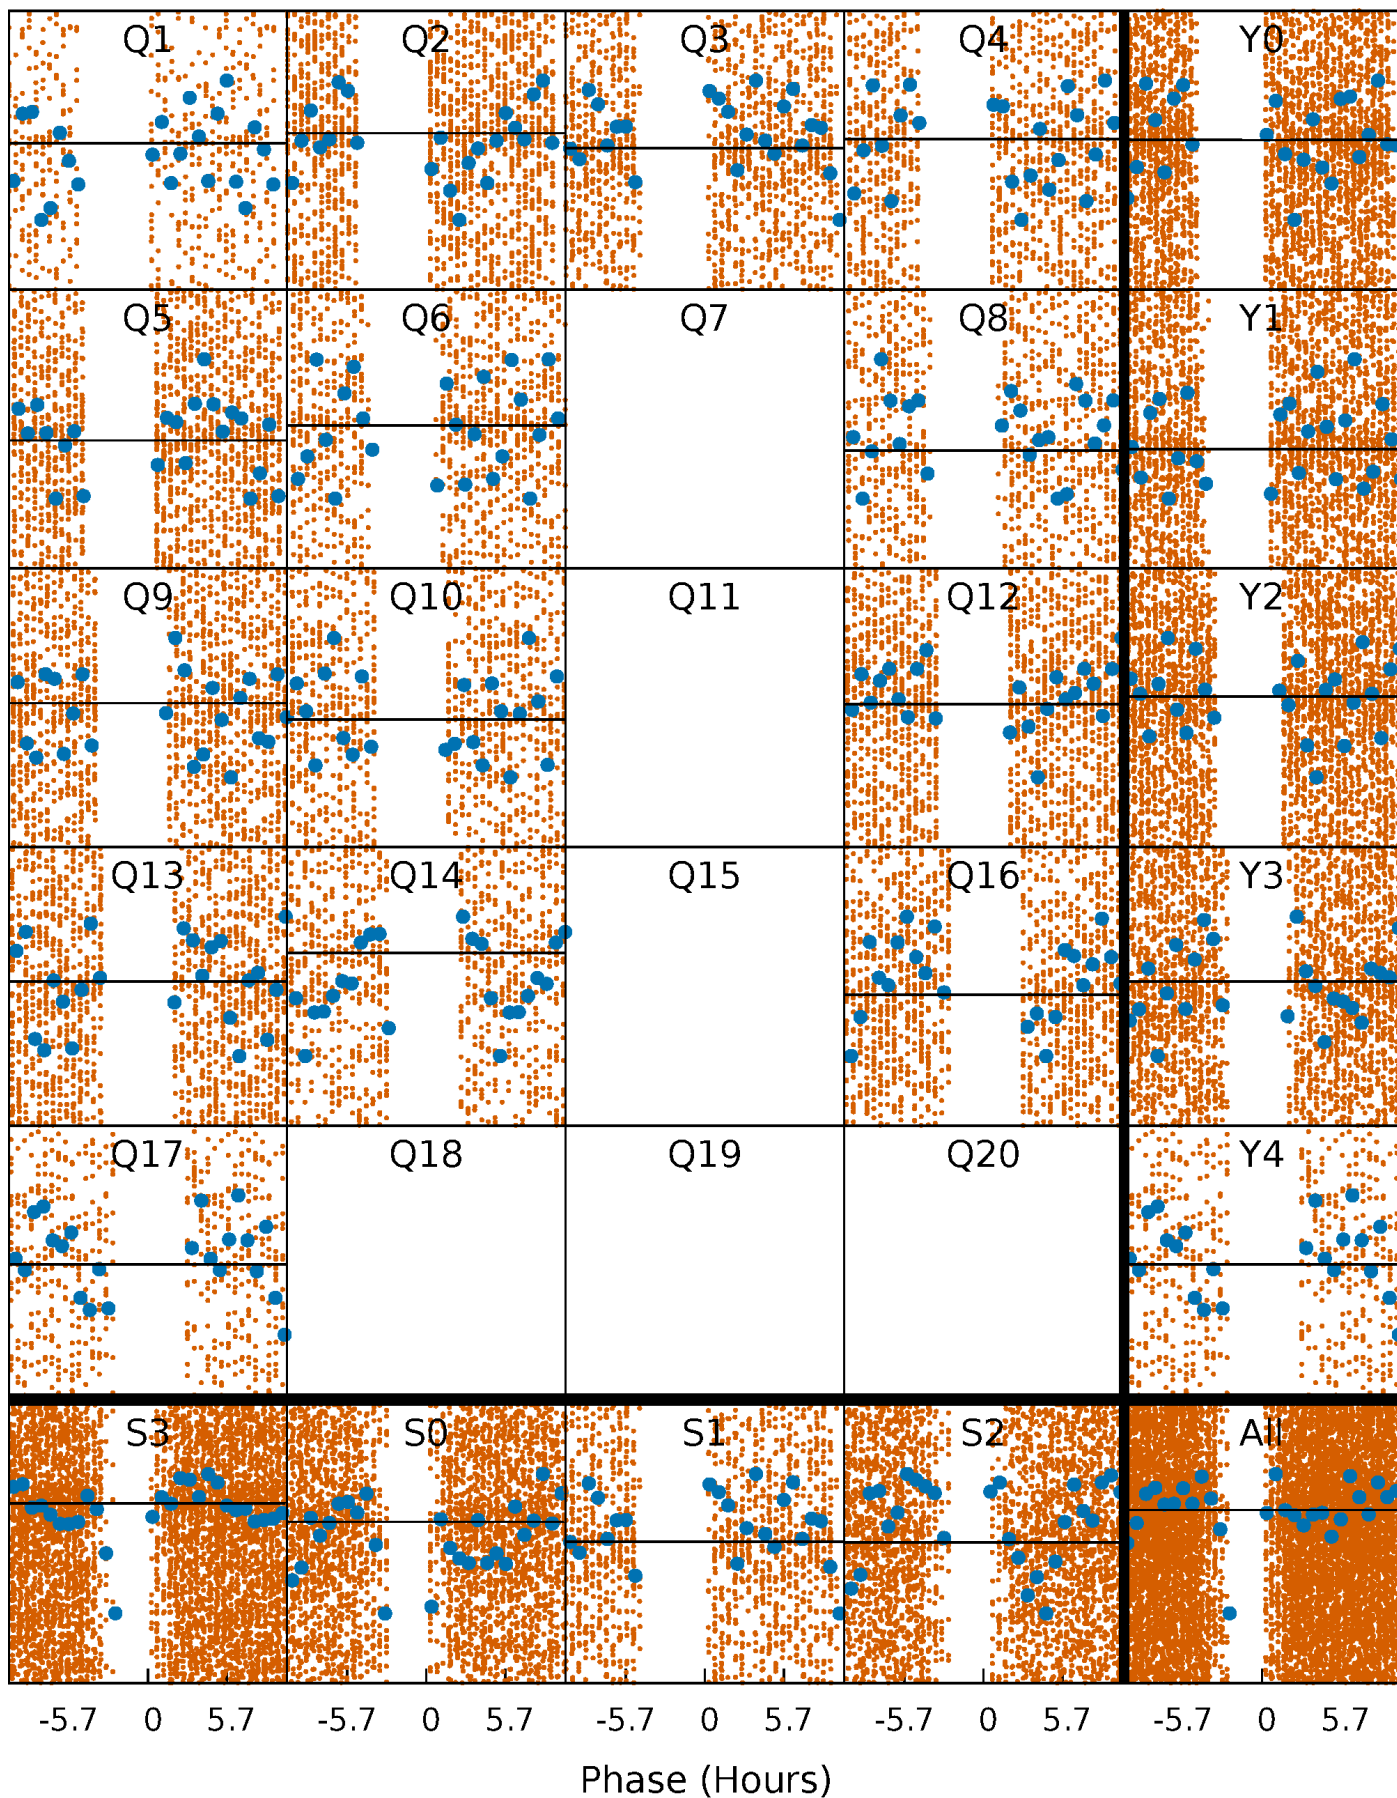 Q1 Q2 Q3 Q4 Y0
Q5 Q6 Q7 Q8 Y1
Q9 Q10 Q11 Q12 Y2
Q13 Q14 Q15 Q16 Y3
Q17 Q18 Q19 Q20 Y4
S3 S0 S1 S2 All
-5.7 0 5.7 -5.7 0 5.7 -5.7 0 5.7 -5.7 0 5.7 -5.7 0 5.7
Phase (Hours)